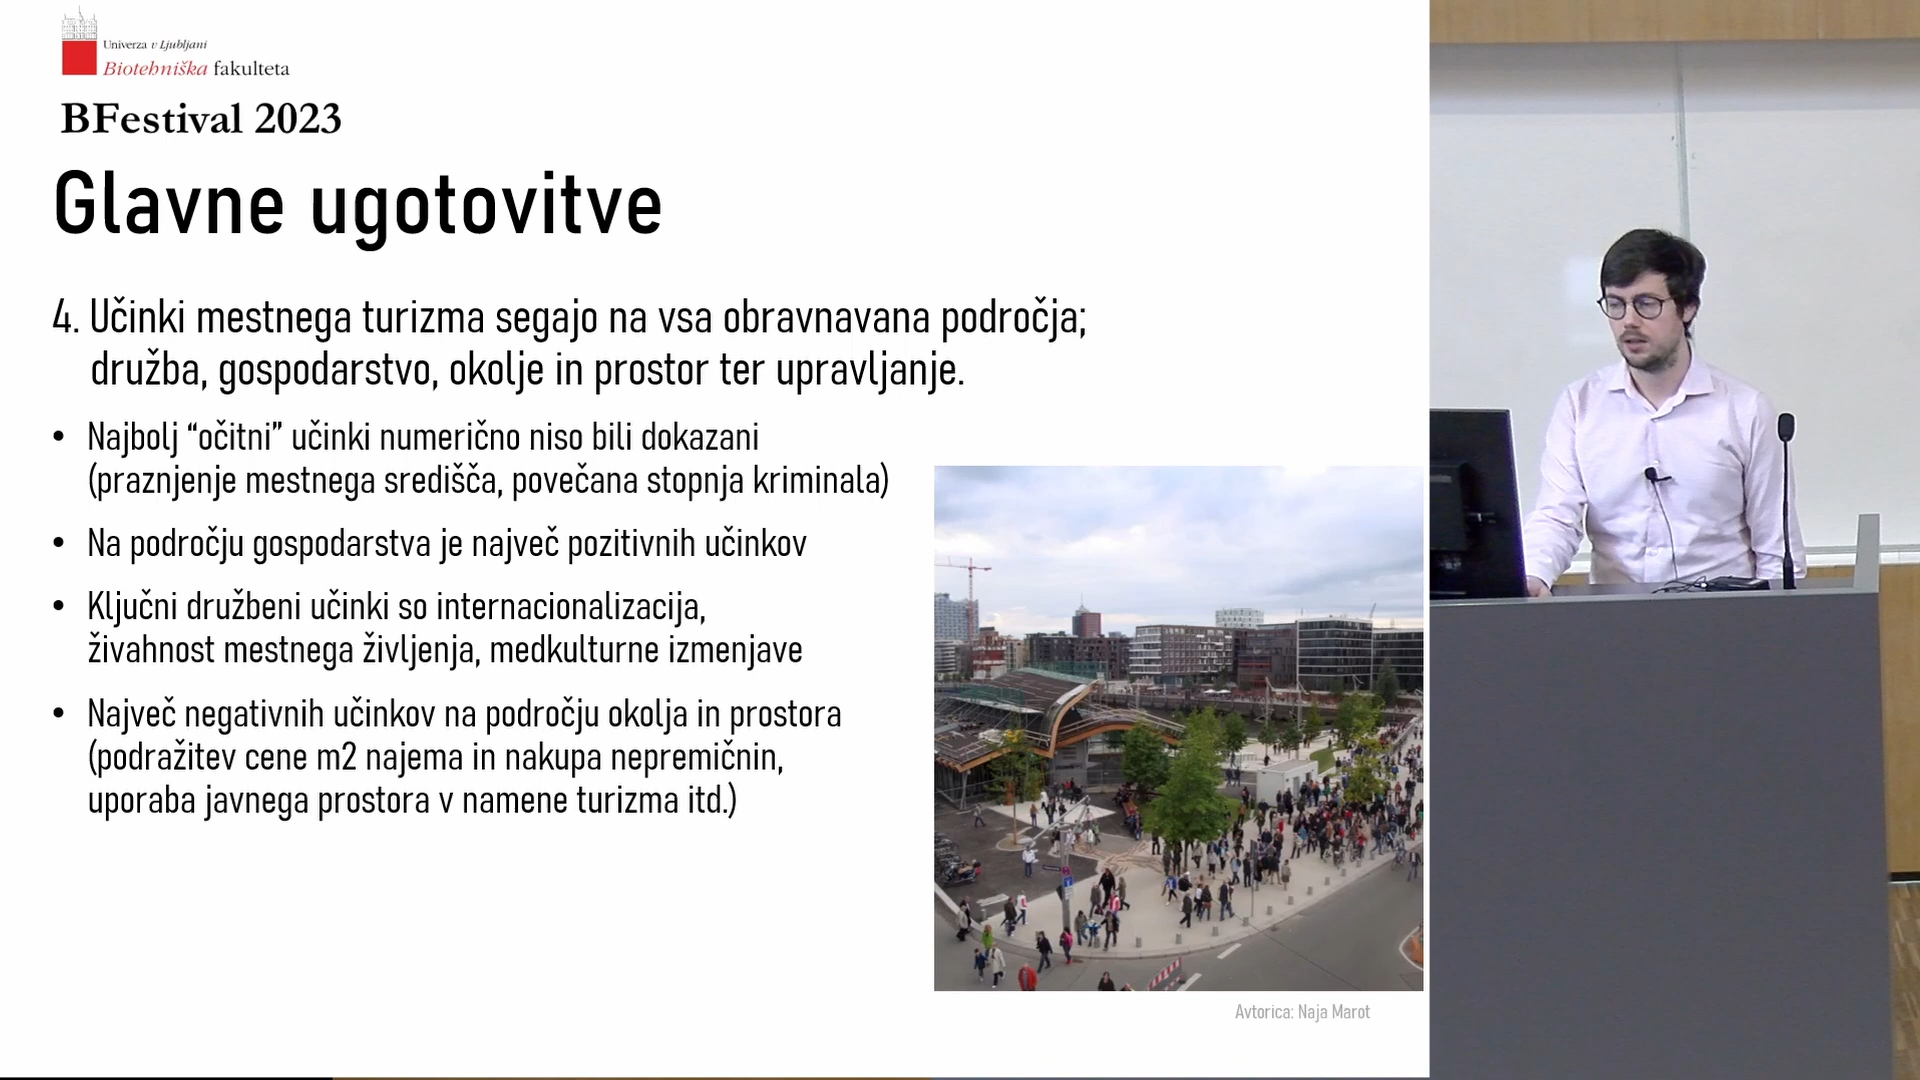 Univerza v Ljubljani
Biotehniška fakulteta
BFestival 2023
Glavne ugotovitve
4. Učinki mestnega turizma segajo na vsa obravnavana področja;
družba, gospodarstvo, okolje in prostor ter upravljanje.
• Najbolj “očitni” učinki numerično niso bili dokazani
(praznjenje mestnega središča, povečana stopnja kriminala)
• Na področju gospodarstva je največ pozitivnih učinkov
• Ključni družbeni učinki so internacionalizacija,
živahnost mestnega življenja, medkulturne izmenjave
• Največ negativnih učinkov na področju okolja in prostora
(podražitev cene m2 najema in nakupa nepremičnin,
uporaba javnega prostora v namene turizma itd.)
Avtorica: Naja Marot